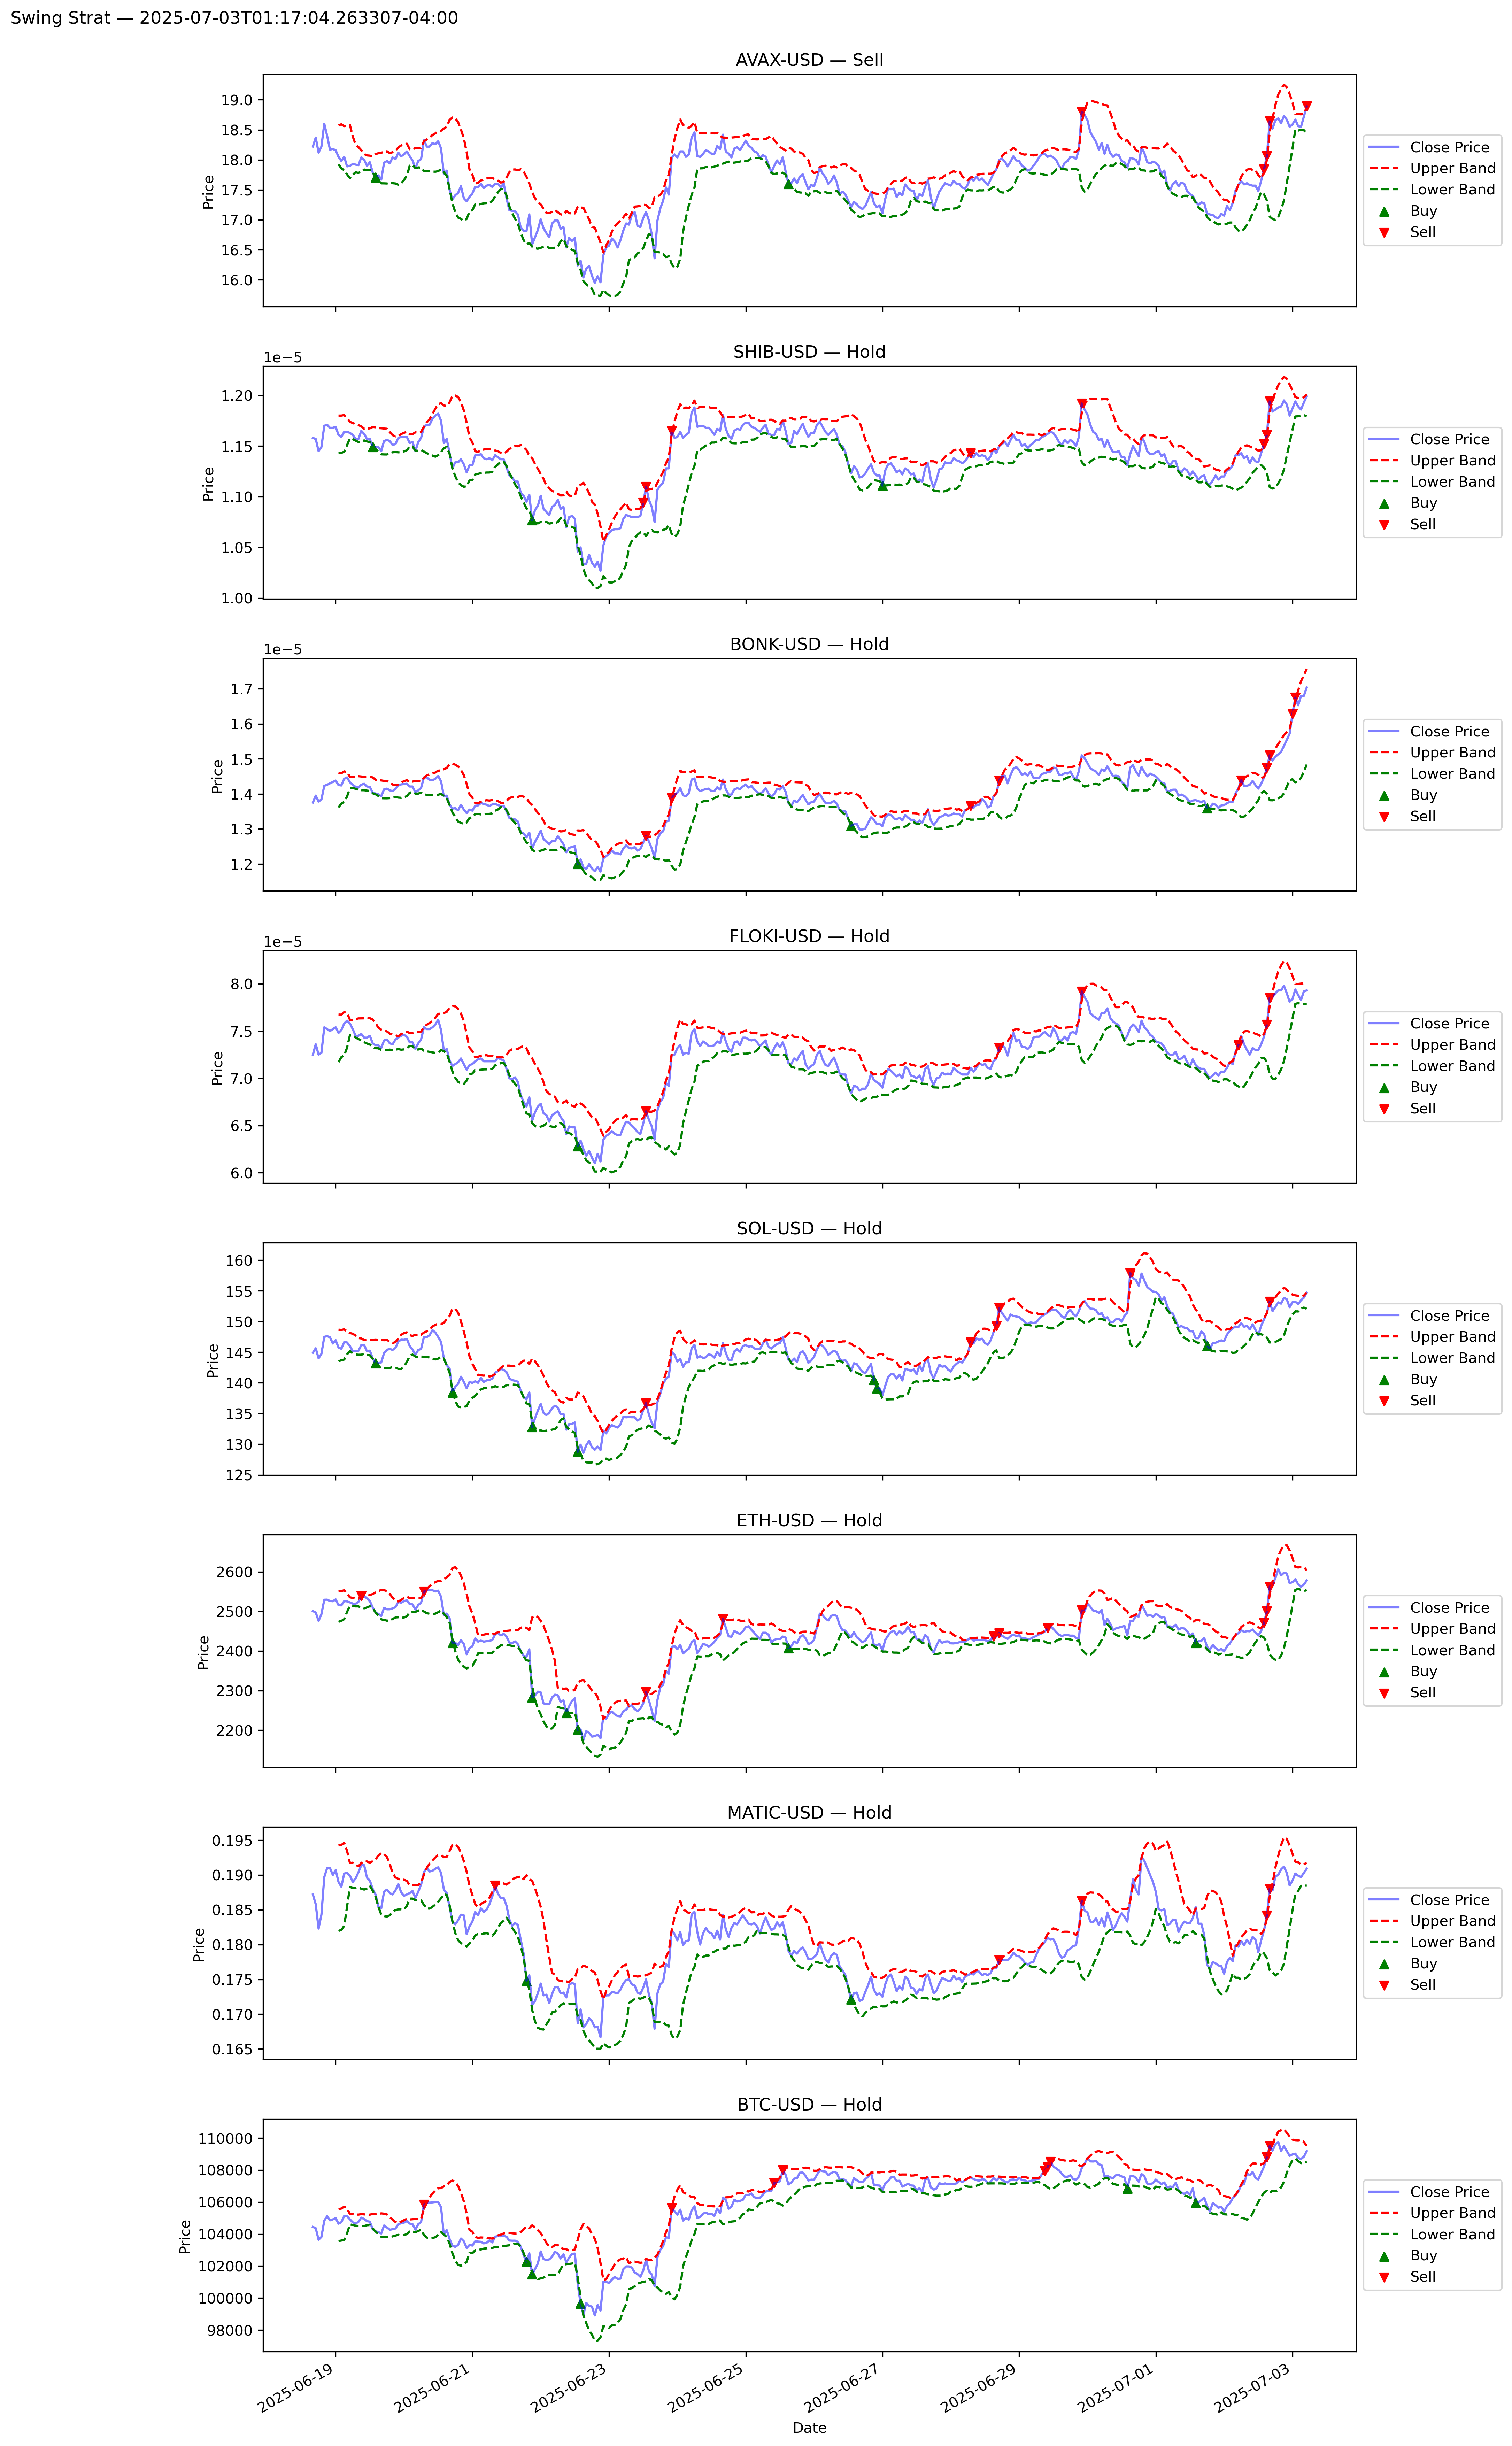 Swing Strat — 2025-07-03T01:17:04.263307-04:00
AVAX-USD — Sell
19.0
18.5
18.0
17.5
17.0
16.5
16.0
Price
Close Price
Upper Band
Lower Band
Buy
Sell
SHIB-USD — Hold
1e−5
1.20
1.15
1.10
1.05
1.00
Price
Close Price
Upper Band
Lower Band
Buy
Sell
BONK-USD — Hold
1e−5
1.7
1.6
1.5
1.4
1.3
1.2
Price
Close Price
Upper Band
Lower Band
Buy
Sell
FLOKI-USD — Hold
1e−5
8.0
7.5
7.0
6.5
6.0
Price
Close Price
Upper Band
Lower Band
Buy
Sell
SOL-USD — Hold
160
155
150
145
140
135
130
125
Price
Close Price
Upper Band
Lower Band
Buy
Sell
ETH-USD — Hold
2600
2500
2400
2300
2200
Price
Close Price
Upper Band
Lower Band
Buy
Sell
MATIC-USD — Hold
0.195
0.190
0.185
0.180
0.175
0.170
0.165
Price
Close Price
Upper Band
Lower Band
Buy
Sell
BTC-USD — Hold
110000
108000
106000
104000
102000
100000
98000
Price
Close Price
Upper Band
Lower Band
Buy
Sell
2025-06-19
2025-06-21
2025-06-23
2025-06-25
2025-06-27
2025-06-29
2025-07-01
2025-07-03
Date